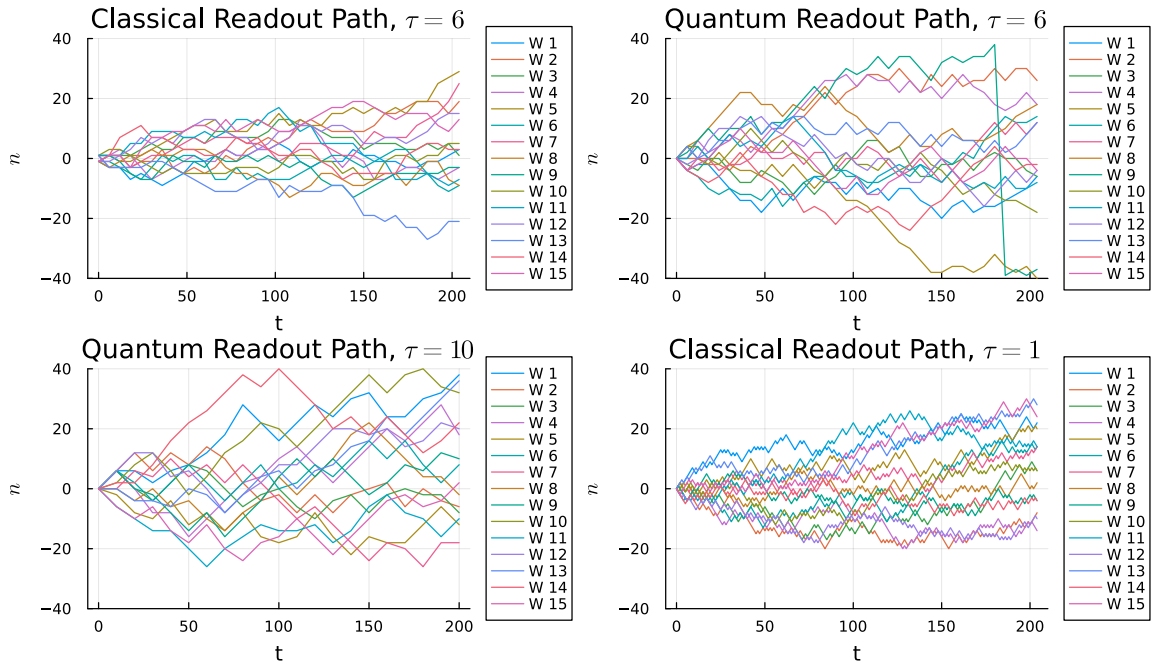 Classical Readout Path, τ = 6
40
20
0
−20
−40
n
0
50
100
150
200
t
W 1
W 2
W 3
W 4
W 5
W 6
W 7
W 8
W 9
W 10
W 11
W 12
W 13
W 14
W 15
Quantum Readout Path, τ = 6
40
20
0
−20
−40
n
0
50
100
150
200
t
W 1
W 2
W 3
W 4
W 5
W 6
W 7
W 8
W 9
W 10
W 11
W 12
W 13
W 14
W 15
Quantum Readout Path, τ = 10
40
20
0
−20
−40
n
0
50
100
150
200
t
W 1
W 2
W 3
W 4
W 5
W 6
W 7
W 8
W 9
W 10
W 11
W 12
W 13
W 14
W 15
Classical Readout Path, τ = 1
40
20
0
−20
−40
n
0
50
100
150
200
t
W 1
W 2
W 3
W 4
W 5
W 6
W 7
W 8
W 9
W 10
W 11
W 12
W 13
W 14
W 15